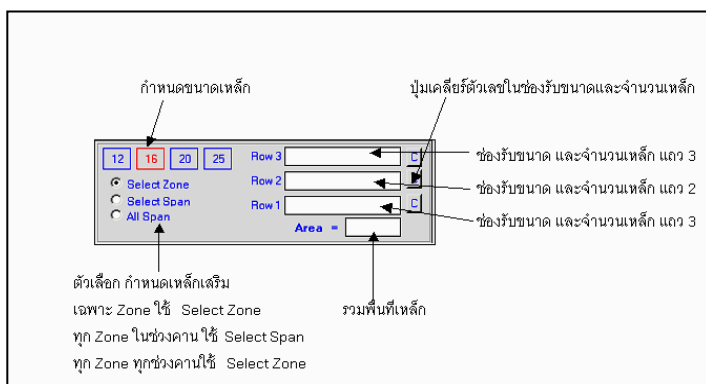 กำหนดขนาดเหล็ก
ปุ่มเคลียร์ตัวเลขในช่องรับขนาดและจำนวนเหล็ก
12 16 20 25
Row 3 C
ช่องรับขนาด และจำนวนเหล็ก แถว 3
Select Zone
Row 2
ช่องรับขนาด และจำนวนเหล็ก แถว 2
Select Span
Row 1 C
ช่องรับขนาด และจำนวนเหล็ก แถว 3
All Span
Area =
ตัวเลือก กำหนดเหล็กเสริม
เฉพาะ Zone ใช้ Select Zone
รวมพื้นที่เหล็ก
ทุก Zone ในช่วงคาน ใช้ Select Span
ทุก Zone ทุกช่วงคานใช้ Select Zone